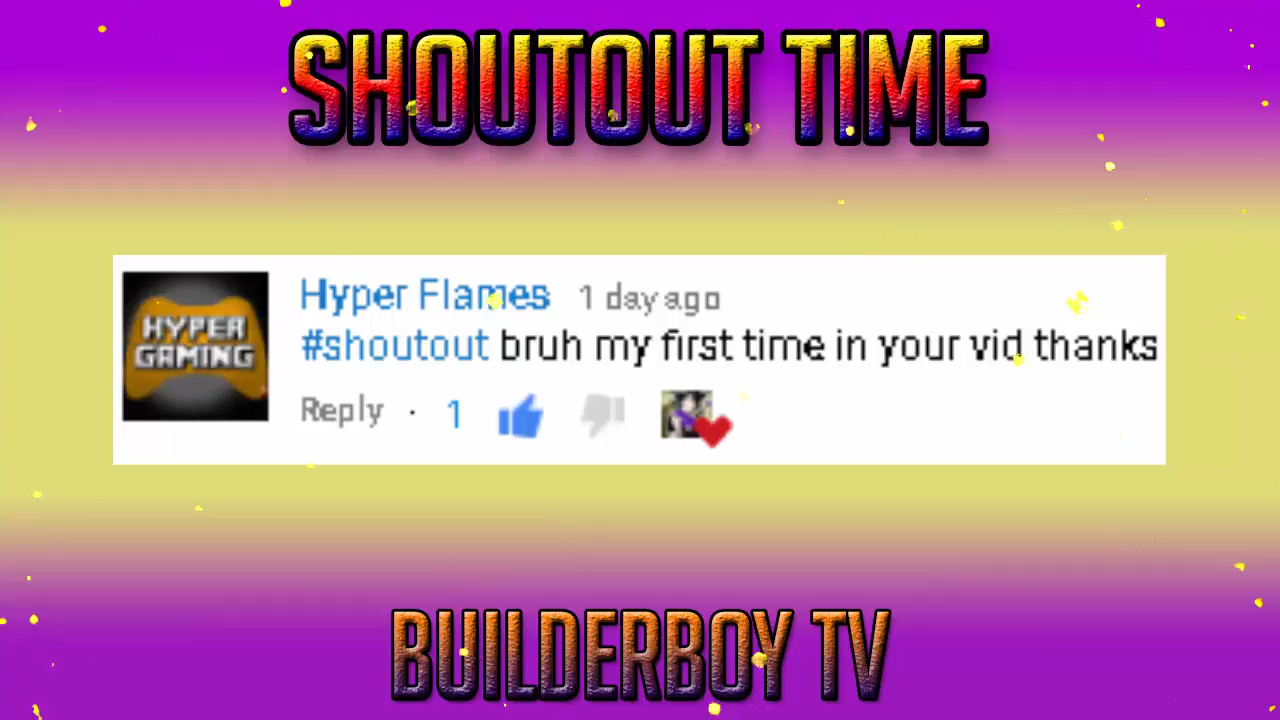 SHOUTOUT TIME
HYPER
GAMING
Hyper Flames 1 day ago
#shoutout bruh my first time in your vid thanks
Reply · 1
BUILDERBOY TV